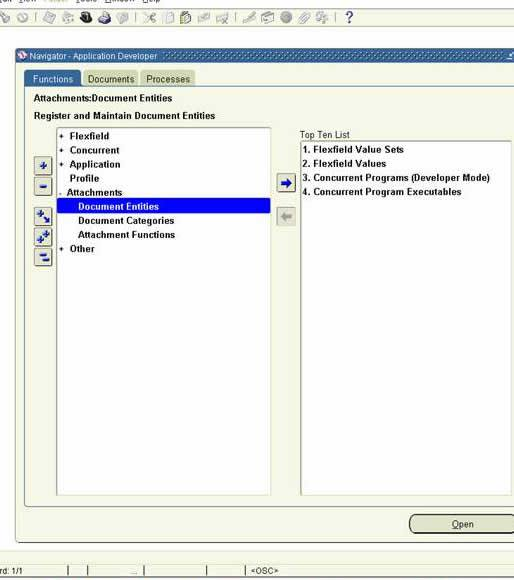 Navigator - Application Developer
Functions Documents Processes
Attachments:Document Entities
Register and Maintain Document Entities
+ Flexfield
+ Concurrent
+ Application
Profile
- Attachments
Document Entities
Document Categories
Attachment Functions
+ Other
Top Ten List
1. Flexfield Value Sets
2. Flexfield Values
3. Concurrent Programs (Developer Mode)
4. Concurrent Program Executables
Open
rd: 1/1 ... <OSC>